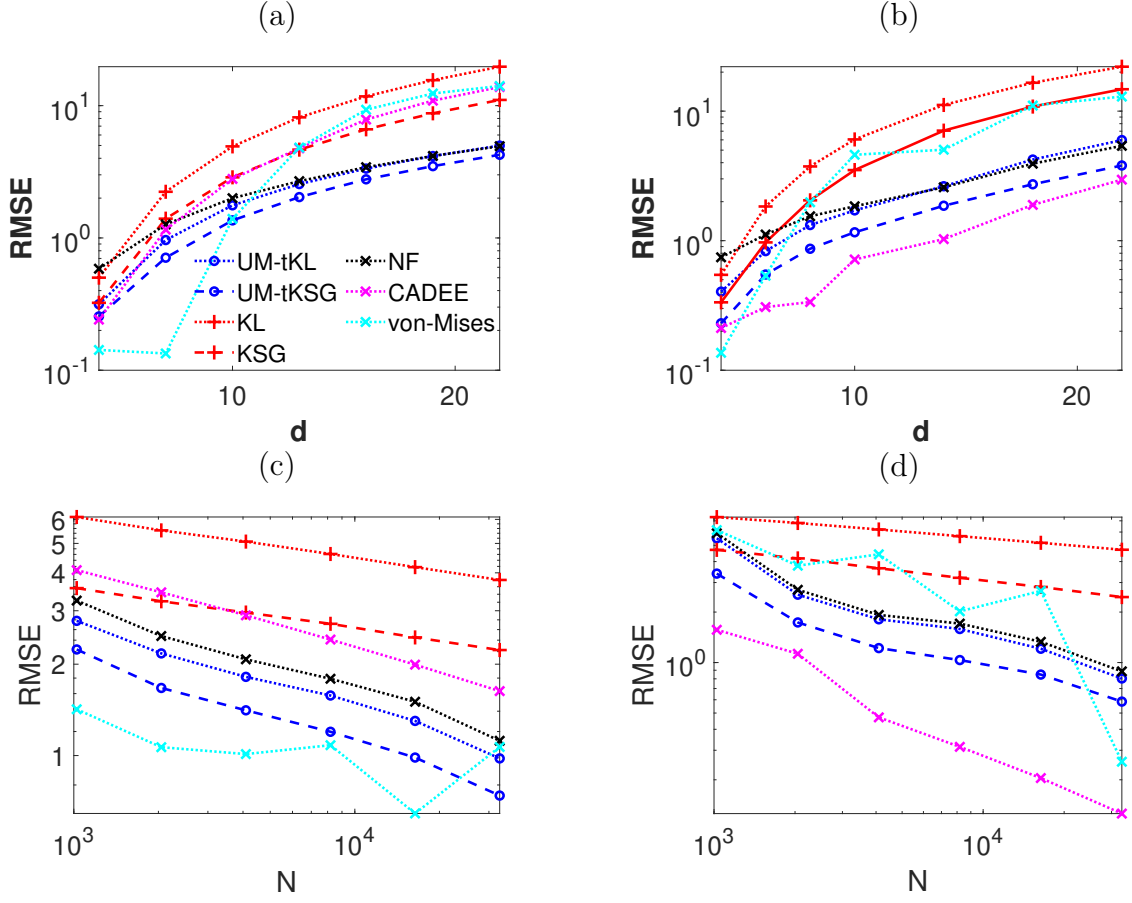 (a)
(b)
10^1
10^0
10^-1
RMSE
UM-tKL
UM-tKSG
KL
KSG
NF
CADEE
von-Mises
10
20
d
10^1
10^0
10^-1
RMSE
10
20
d
(c)
(d)
6
5
4
3
2
1
RMSE
10^3
10^4
N
10^0
RMSE
10^3
10^4
N